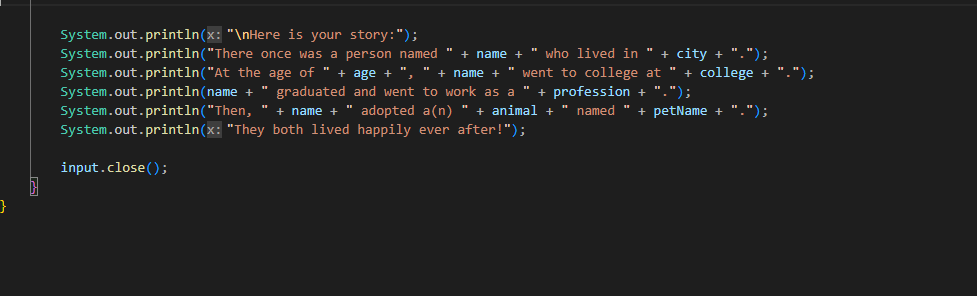 System.out.println(x: "\nHere is your story:");
System.out.println("There once was a person named " + name + " who lived in " + city + ".");
System.out.println("At the age of " + age + ", " + name + " went to college at " + college + ".");
System.out.println(name + " graduated and went to work as a " + profession + ".");
System.out.println("Then, " + name + " adopted a(n) " + animal + " named " + petName + ".");
System.out.println(x: "They both lived happily ever after!");
input.close();
}
}